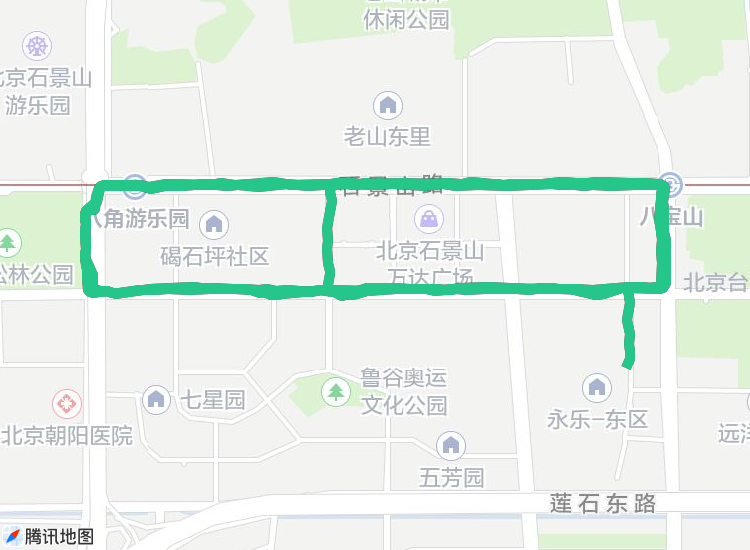 休闲公园
北京石景山
游乐园
老山东里
石景山路
八角游乐园
八宝山
碣石坪社区
北京石景山
万达广场
松林公园
北京台
鲁谷奥运
文化公园
七星园
永乐-东区
北京朝阳医院
远洋
五芳园
莲石东路
腾讯地图